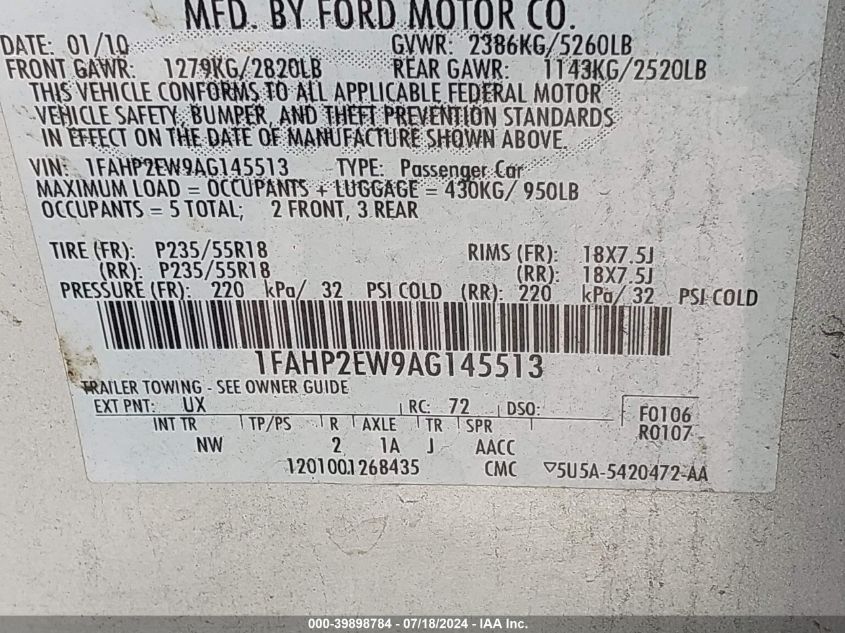 MFD. BY FORD MOTOR CO.
DATE: 01/10 GVWR: 2386KG/5260LB
FRONT GAWR: 1279KG/2820LB REAR GAWR: 1143KG/2520LB
THIS VEHICLE CONFORMS TO ALL APPLICABLE FEDERAL MOTOR
VEHICLE SAFETY, BUMPER, AND THEFT PREVENTION STANDARDS
IN EFFECT ON THE DATE OF MANUFACTURE SHOWN ABOVE.
VIN: 1FAHP2EW9AG145513 TYPE: Passenger Car
MAXIMUM LOAD = OCCUPANTS + LUGGAGE = 430KG/ 950LB
OCCUPANTS = 5 TOTAL; 2 FRONT, 3 REAR
TIRE (FR): P235/55R18 RIMS (FR): 18X7.5J
(RR): P235/55R18 (RR): 18X7.5J
PRESSURE (FR): 220 kPa/ 32 PSI COLD (RR): 220 kPa/ 32 PSI COLD
1FAHP2EW9AG145513
TRAILER TOWING - SEE OWNER GUIDE
EXT PNT: UX RC: 72 DSO: F0106
INT TR TP/PS R AXLE TR SPR R0107
NW 2 1A J AACC
120100.1268435 CMC ▽5U5A-5420472-AA
000-39898784 - 07/18/2024 - IAA Inc.